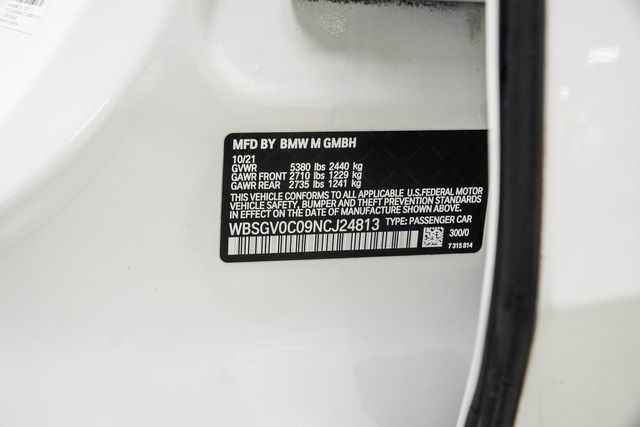 MFD BY BMW M GMBH
10/21
GVWR 5380 lbs 2440 kg
GAWR FRONT 2710 lbs 1229 kg
GAWR REAR 2735 lbs 1241 kg
THIS VEHICLE CONFORMS TO ALL APPLICABLE U.S.FEDERAL MOTOR
VEHICLE SAFETY, BUMPER AND THEFT PREVENTION STANDARDS
IN EFFECT ON THE DATE OF MANUFACTURE SHOWN ABOVE.
WBSGV0C09NCJ24813 TYPE: PASSENGER CAR
300/0
7 315 814